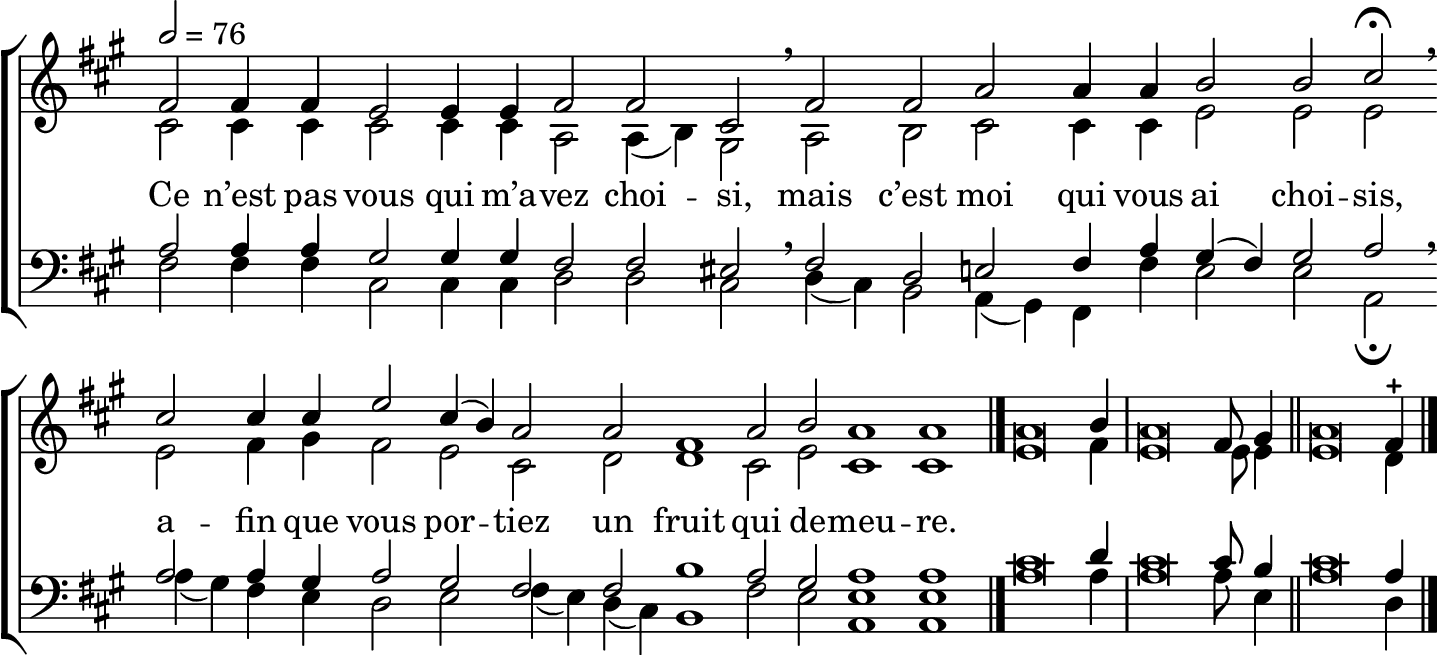 = 76
Ce n’est pas vous qui m’avez choi - si, mais c’est moi qui vous ai choi - sis,
a - fin que vous por - tiez un fruit qui demeu - re.